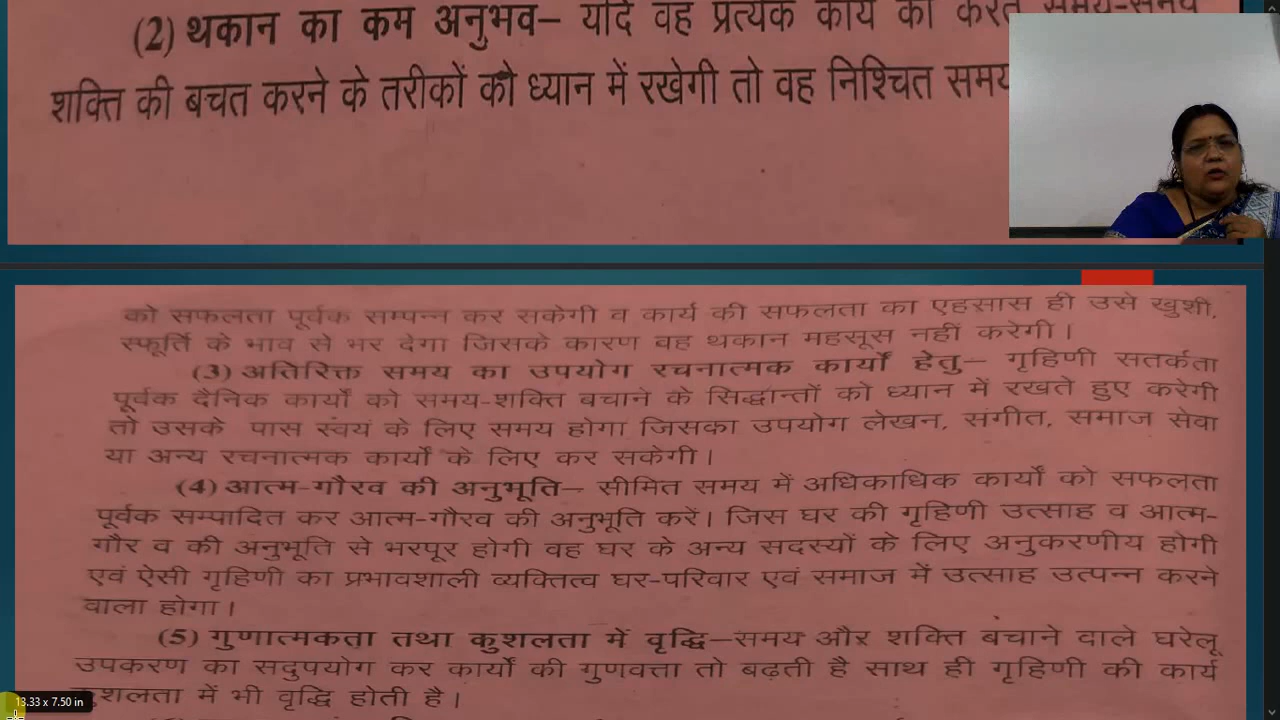 (2) थकान का कम अनुभव– यदि वह प्रत्येक कार्य को करते समय-समय
शक्ति की बचत करने के तरीकों को ध्यान में रखेगी तो वह निश्चित समय
को सफलता पूर्वक सम्पन्न कर सकेगी व कार्य की सफलता का एहसास ही उसे खुशी,
स्फूर्ति के भाव से भर देगा जिसके कारण वह थकान महसूस नहीं करेगी।
(3) अतिरिक्त समय का उपयोग रचनात्मक कार्यों हेतु– गृहिणी सतर्कता
पूर्वक दैनिक कार्यों को समय-शक्ति बचाने के सिद्धान्तों को ध्यान में रखते हुए करेगी
तो उसके पास स्वंय के लिए समय होगा जिसका उपयोग लेखन, संगीत, समाज सेवा
या अन्य रचनात्मक कार्यों के लिए कर सकेगी।
(4) आत्म-गौरव की अनुभूति– सीमित समय में अधिकाधिक कार्यों को सफलता
पूर्वक सम्पादित कर आत्म-गौरव की अनुभूति करें। जिस घर की गृहिणी उत्साह व आत्म-
गौर व की अनुभूति से भरपूर होगी वह घर के अन्य सदस्यों के लिए अनुकरणीय होगी
एवं ऐसी गृहिणी का प्रभावशाली व्यक्तित्व घर-परिवार एवं समाज में उत्साह उत्पन्न करने
वाला होगा।
(5) गुणात्मकता तथा कुशलता में वृद्धि–समय और शक्ति बचाने वाले घरेलू
उपकरण का सदुपयोग कर कार्यों की गुणवत्ता तो बढ़ती है साथ ही गृहिणी की कार्य
कुशलता में भी वृद्धि होती है।
13.33 x 7.50 in